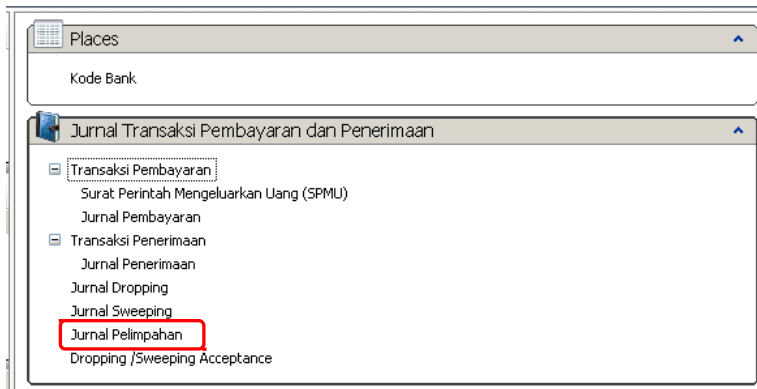 Places
Kode Bank
Jurnal Transaksi Pembayaran dan Penerimaan
Transaksi Pembayaran
Surat Perintah Mengeluarkan Uang (SPMU)
Jurnal Pembayaran
Transaksi Penerimaan
Jurnal Penerimaan
Jurnal Dropping
Jurnal Sweeping
Jurnal Pelimpahan
Dropping /Sweeping Acceptance